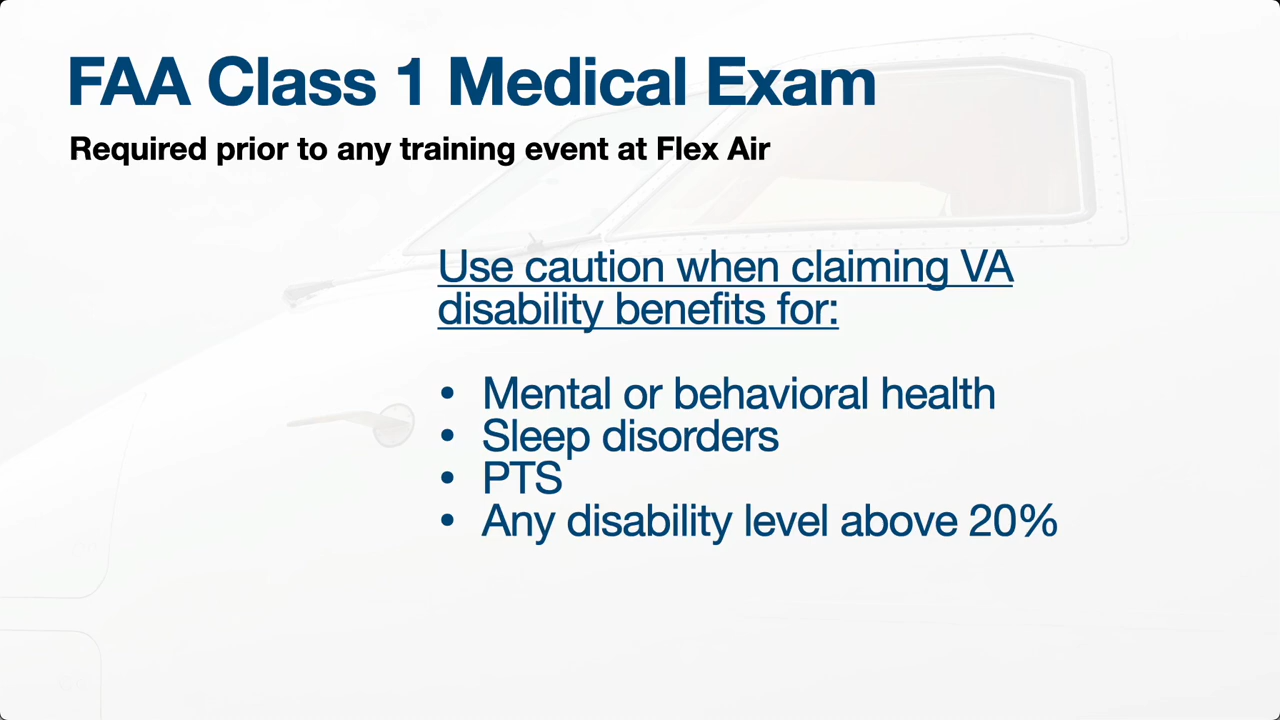 FAA Class 1 Medical Exam
Required prior to any training event at Flex Air
Use caution when claiming VA
disability benefits for:
• Mental or behavioral health
• Sleep disorders
• PTS
• Any disability level above 20%